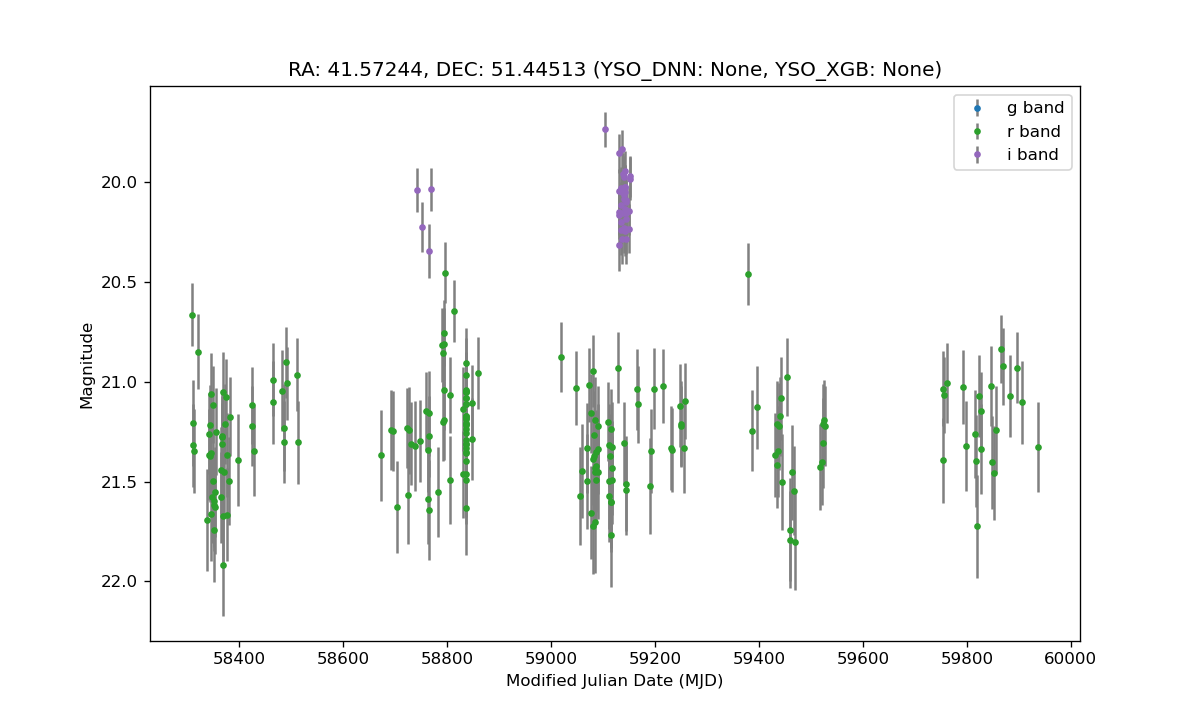 RA: 41.57244, DEC: 51.44513 (YSO_DNN: None, YSO_XGB: None)
g band
r band
i band
20.0
20.5
21.0
21.5
22.0
Magnitude
58400 58600 58800 59000 59200 59400 59600 59800 60000
Modified Julian Date (MJD)